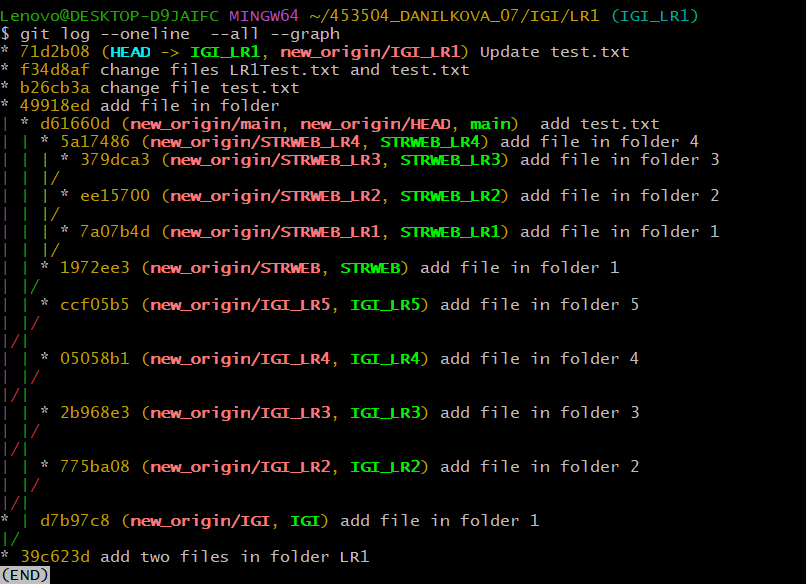 Lenovo@DESKTOP-D9JAIFC MINGW64 ~/453504_DANILKOVA_07/IGI/LR1 (IGI_LR1)
$ git log --oneline  --all --graph
* 71d2b08 (HEAD -> IGI_LR1, new_origin/IGI_LR1) Update test.txt
* f34d8af change files LR1Test.txt and test.txt
* b26cb3a change file test.txt
* 49918ed add file in folder
| * d61660d (new_origin/main, new_origin/HEAD, main)  add test.txt
| | * 5a17486 (new_origin/STRWEB_LR4, STRWEB_LR4) add file in folder 4
| | | * 379dca3 (new_origin/STRWEB_LR3, STRWEB_LR3) add file in folder 3
| | |/
| | | * ee15700 (new_origin/STRWEB_LR2, STRWEB_LR2) add file in folder 2
| | |/
| | | * 7a07b4d (new_origin/STRWEB_LR1, STRWEB_LR1) add file in folder 1
| | |/
| | * 1972ee3 (new_origin/STRWEB, STRWEB) add file in folder 1
| |/
| | * ccf05b5 (new_origin/IGI_LR5, IGI_LR5) add file in folder 5
| |/
|/|
| | * 05058b1 (new_origin/IGI_LR4, IGI_LR4) add file in folder 4
| |/
|/|
| | * 2b968e3 (new_origin/IGI_LR3, IGI_LR3) add file in folder 3
| |/
|/|
| | * 775ba08 (new_origin/IGI_LR2, IGI_LR2) add file in folder 2
| |/
|/|
* | d7b97c8 (new_origin/IGI, IGI) add file in folder 1
|/
* 39c623d add two files in folder LR1
(END)